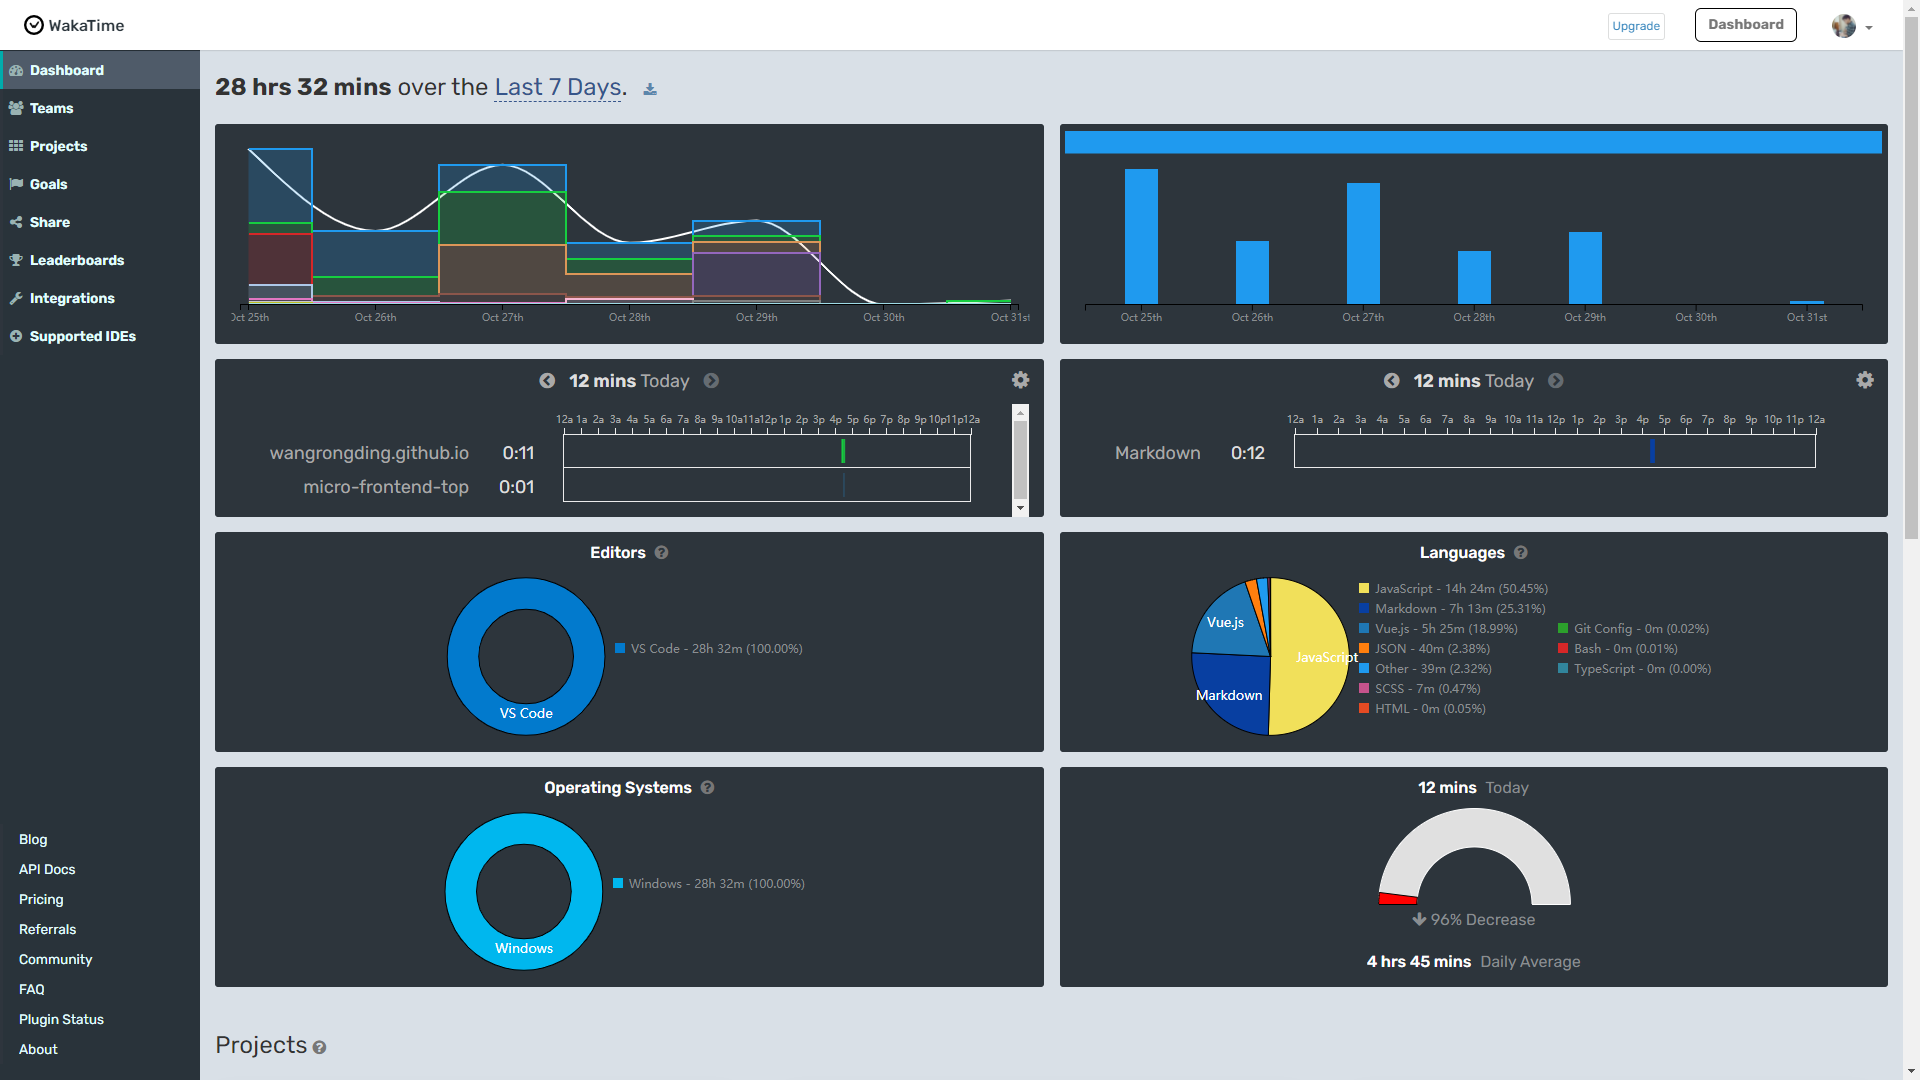 WakaTime
Upgrade
Dashboard
Dashboard
Teams
Projects
Goals
Share
Leaderboards
Integrations
Supported IDEs
Blog
API Docs
Pricing
Referrals
Community
FAQ
Plugin Status
About
28 hrs 32 mins over the Last 7 Days.
Oct 25th Oct 26th Oct 27th Oct 28th Oct 29th Oct 30th Oct 31st
Oct 25th Oct 26th Oct 27th Oct 28th Oct 29th Oct 30th Oct 31st
12 mins Today
12a 1a 2a 3a 4a 5a 6a 7a 8a 9a 10a 11a 12p 1p 2p 3p 4p 5p 6p 7p 8p 9p 10p 11p 12a
wangrongding.github.io 0:11
micro-frontend-top 0:01
12 mins Today
12a 1a 2a 3a 4a 5a 6a 7a 8a 9a 10a 11a 12p 1p 2p 3p 4p 5p 6p 7p 8p 9p 10p 11p 12a
Markdown 0:12
Editors
VS Code
VS Code - 28h 32m (100.00%)
Languages
Vue.js
JavaScript
Markdown
JavaScript - 14h 24m (50.45%)
Markdown - 7h 13m (25.31%)
Vue.js - 5h 25m (18.99%)
JSON - 40m (2.38%)
Other - 39m (2.32%)
SCSS - 7m (0.47%)
HTML - 0m (0.05%)
Git Config - 0m (0.02%)
Bash - 0m (0.01%)
TypeScript - 0m (0.00%)
Operating Systems
Windows
Windows - 28h 32m (100.00%)
12 mins Today
96% Decrease
4 hrs 45 mins Daily Average
Projects